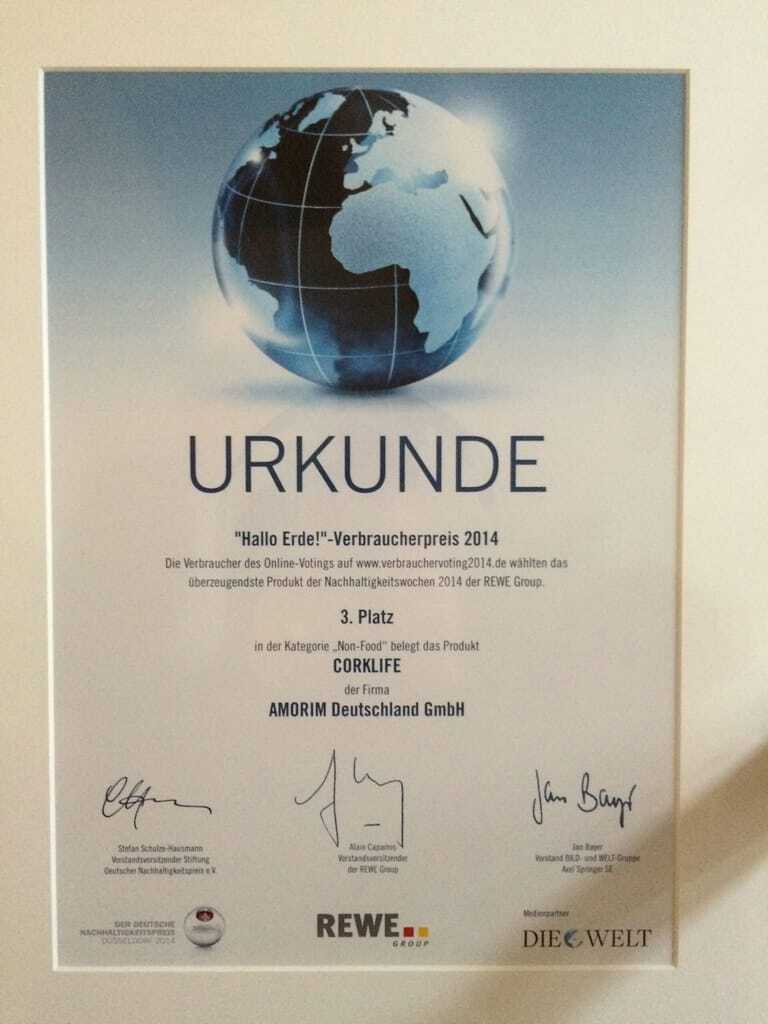 URKUNDE
"Hallo Erde!"-Verbraucherpreis 2014
Die Verbraucher des Online-Votings auf www.verbrauchervoting2014.de wählten das
überzeugendste Produkt der Nachhaltigkeitswochen 2014 der REWE Group.
3. Platz
in der Kategorie „Non-Food" belegt das Produkt
CORKLIFE
der Firma
AMORIM Deutschland GmbH
Jan Bayer
Stefan Schulze-Hausmann
Vorstandsvorsitzender Stiftung
Deutscher Nachhaltigkeitspreis e.V.
Alain Caparros
Vorstandsvorsitzender
der REWE Group
Jan Bayer
Vorstand BILD- und WELT-Gruppe
Axel Springer SE
DER DEUTSCHE
NACHHALTIGKEITSPREIS
DÜSSELDORF 2014
REWE
GROUP
Medienpartner
DIE WELT